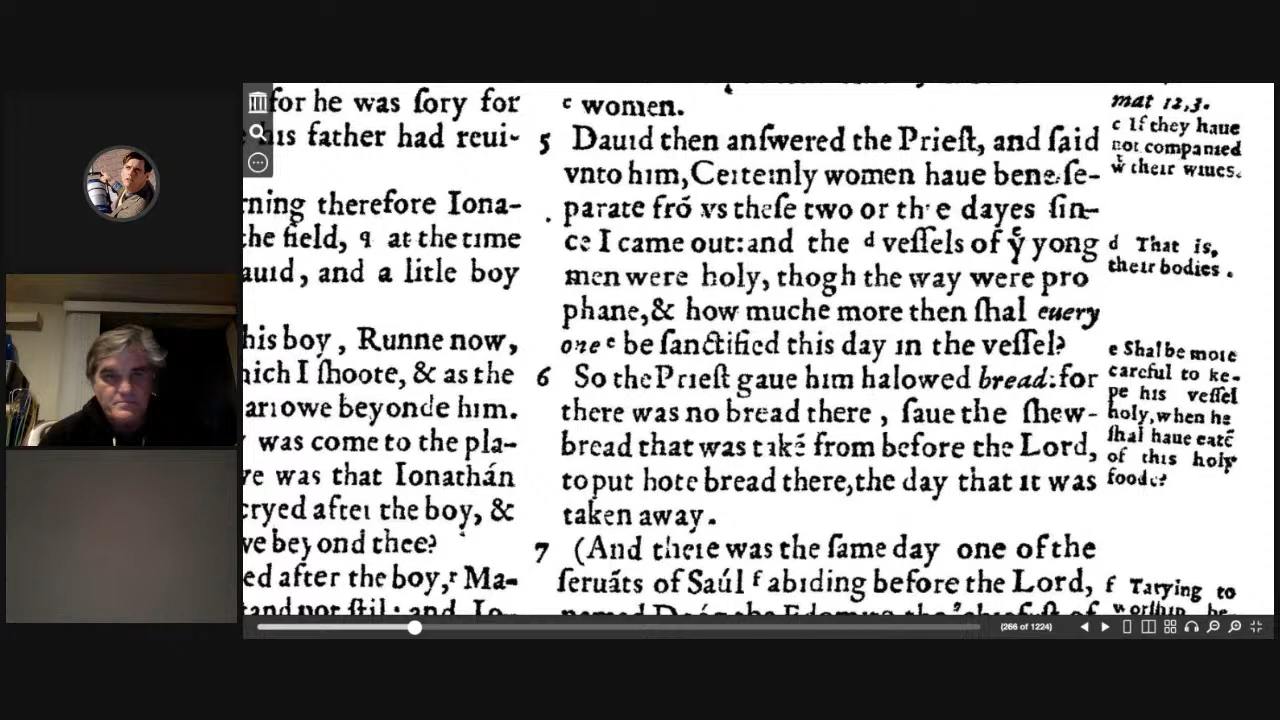 for he was ſory for
his father had reui-
rning therefore Iona-
the field, q at the time
auid, and a litle boy
his boy, Runne now,
hich I ſhoote, & as the
arrowe beyonde him.
was come to the pla-
ve was that Ionathán
cryed after the boy, &
we beyond thee?
ed after the boy,ʳ Ma-
ᶜ women.
5 Dauid then anſwered the Prieſt, and ſaid
vnto him, Certeinly women haue bene ſe-
parate fró vs theſe two or thre dayes ſin-
ce I came out: and the ᵈ veſſels of ẏ yong
men were holy, thogh the way were pro
phane, & how muche more then ſhal euery
one ᵉ be ſanctified this day in the veſſel?
6 So the Prieſt gaue him halowed bread: for
there was no bread there, ſaue the ſhew-
bread that was také from before the Lord,
to put hote bread there, the day that it was
taken away.
7 (And there was the ſame day one of the
ſeruáts of Saúl ᶠ abiding before the Lord,
mat 12,3.
c If they haue
not companied
ẇ their wiues.
d That is,
their bodies.
e Shal be more
careful to ke-
pe his veſſel
holy, when he
ſhal haue eatẽ
of this holy
foode?
f Tarying to
(266 of 1224)